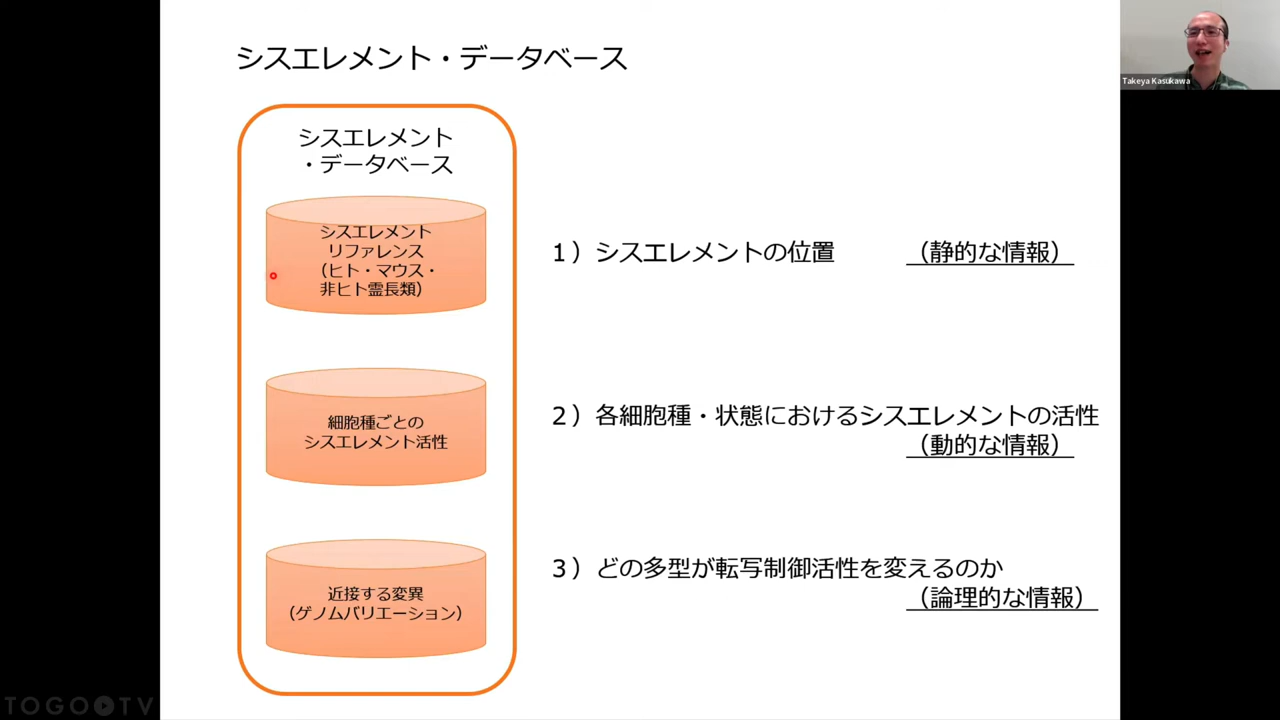 シスエレメント・データベース
シスエレメント
・データベース
シスエレメント
リファレンス
(ヒト・マウス・
非ヒト霊長類)
1）シスエレメントの位置 （静的な情報）
細胞種ごとの
シスエレメント活性
2）各細胞種・状態におけるシスエレメントの活性
（動的な情報）
近接する変異
（ゲノムバリエーション）
3）どの多型が転写制御活性を変えるのか
（論理的な情報）
Takeya Kasukawa
TOGO TV